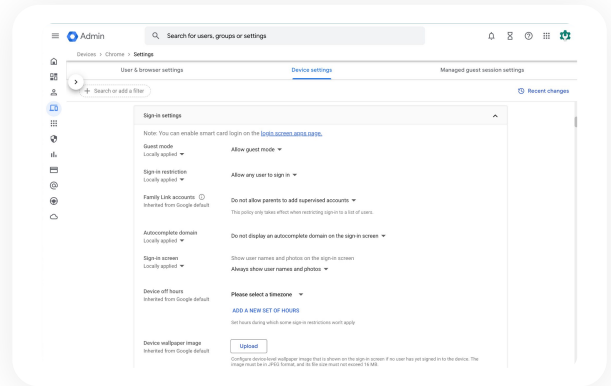 Admin
Search for users, groups or settings
Devices > Chrome > Settings
User & browser settings
Device settings
Managed guest session settings
+ Search or add a filter
Recent changes
Sign-in settings
Note: You can enable smart card login on the login screen apps page.
Guest mode
Locally applied
Allow guest mode
Sign-in restriction
Locally applied
Allow any user to sign in
Family Link accounts
Inherited from Google default
Do not allow parents to add supervised accounts
This policy only takes effect when restricting sign-in to a list of users.
Autocomplete domain
Locally applied
Do not display an autocomplete domain on the sign-in screen
Sign-in screen
Locally applied
Show user names and photos on the sign-in screen
Always show user names and photos
Device off hours
Inherited from Google default
Please select a timezone
ADD A NEW SET OF HOURS
Set hours during which some sign-in restrictions won't apply.
Device wallpaper image
Inherited from Google default
Upload
Configure device-level wallpaper image that is shown on the sign-in screen if no user has yet signed in to the device. The
image must be in JPEG format, and its file size must not exceed 16 MB.